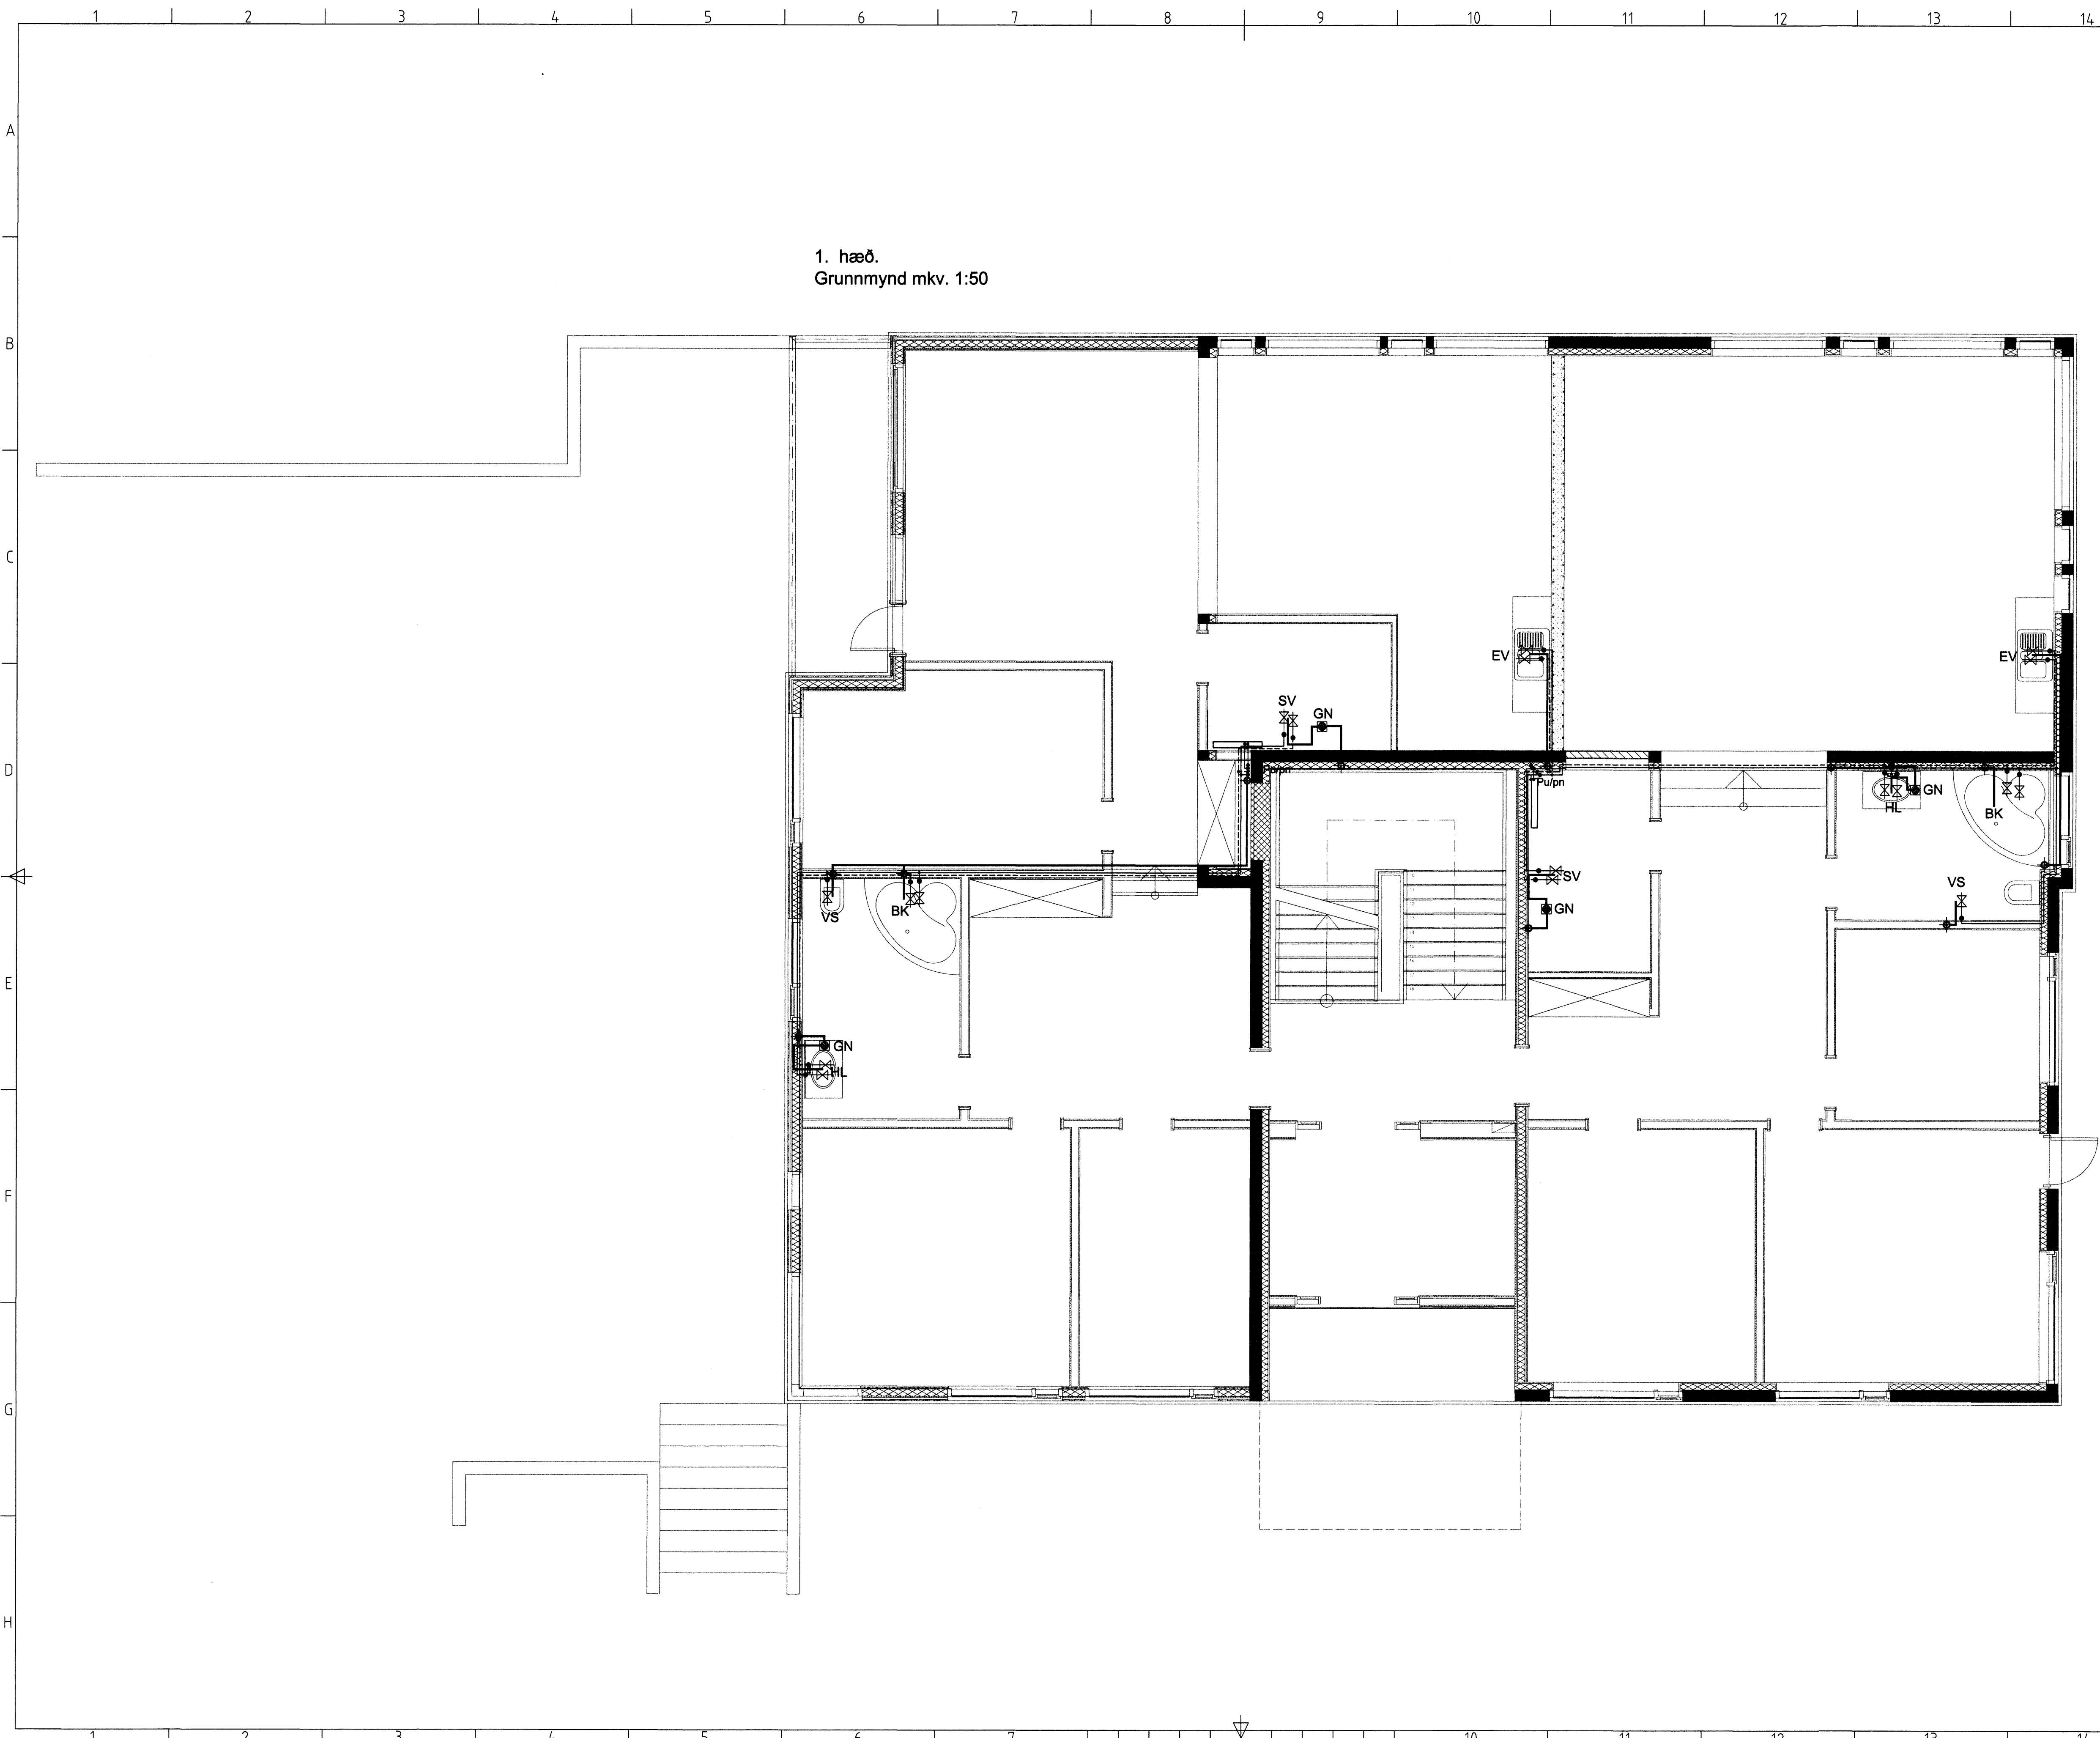 1 2 3 4 5 6 7 8 9 10 11 12 13 14
A
1. hæð.
Grunnmynd mkv. 1:50
B
C
EV EV
SV GN
D
Pu/pn
GN
HL BK
SV
VS
GN
VS BK
E
GN
HL
F
G
H
1 2 3 4 5 6 7 10 11 12 13 14